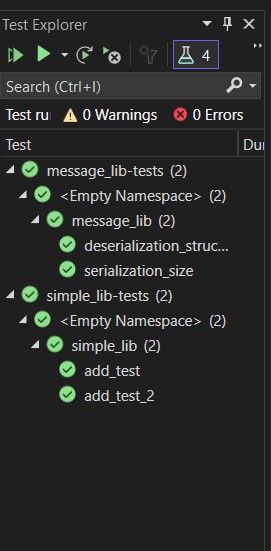 Test Explorer
4
Search (Ctrl+I)
Test ru 0 Warnings 0 Errors
Test Du
message_lib-tests (2)
<Empty Namespace> (2)
message_lib (2)
deserialization_struc...
serialization_size
simple_lib-tests (2)
<Empty Namespace> (2)
simple_lib (2)
add_test
add_test_2